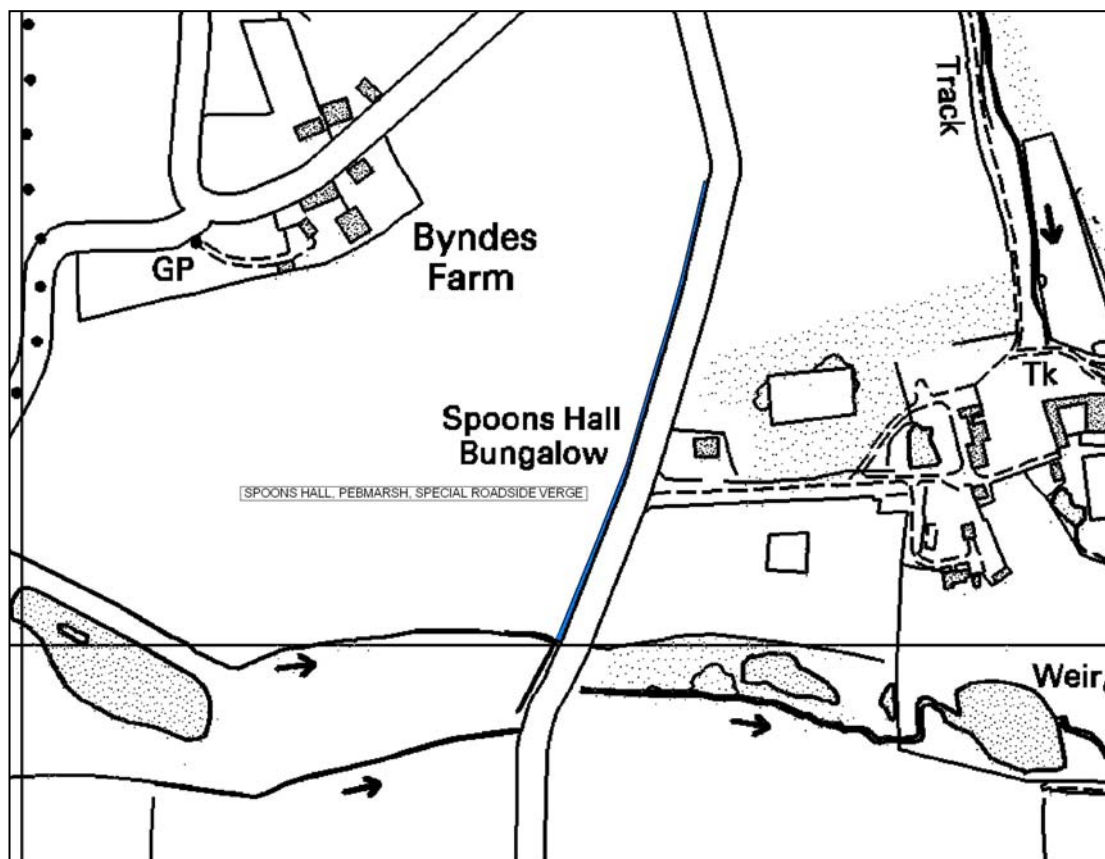 Track
Byndes
Farm
GP
Tk
Spoons Hall
Bungalow
SPOONS HALL, PEBMARSH, SPECIAL ROADSIDE VERGE
Weir